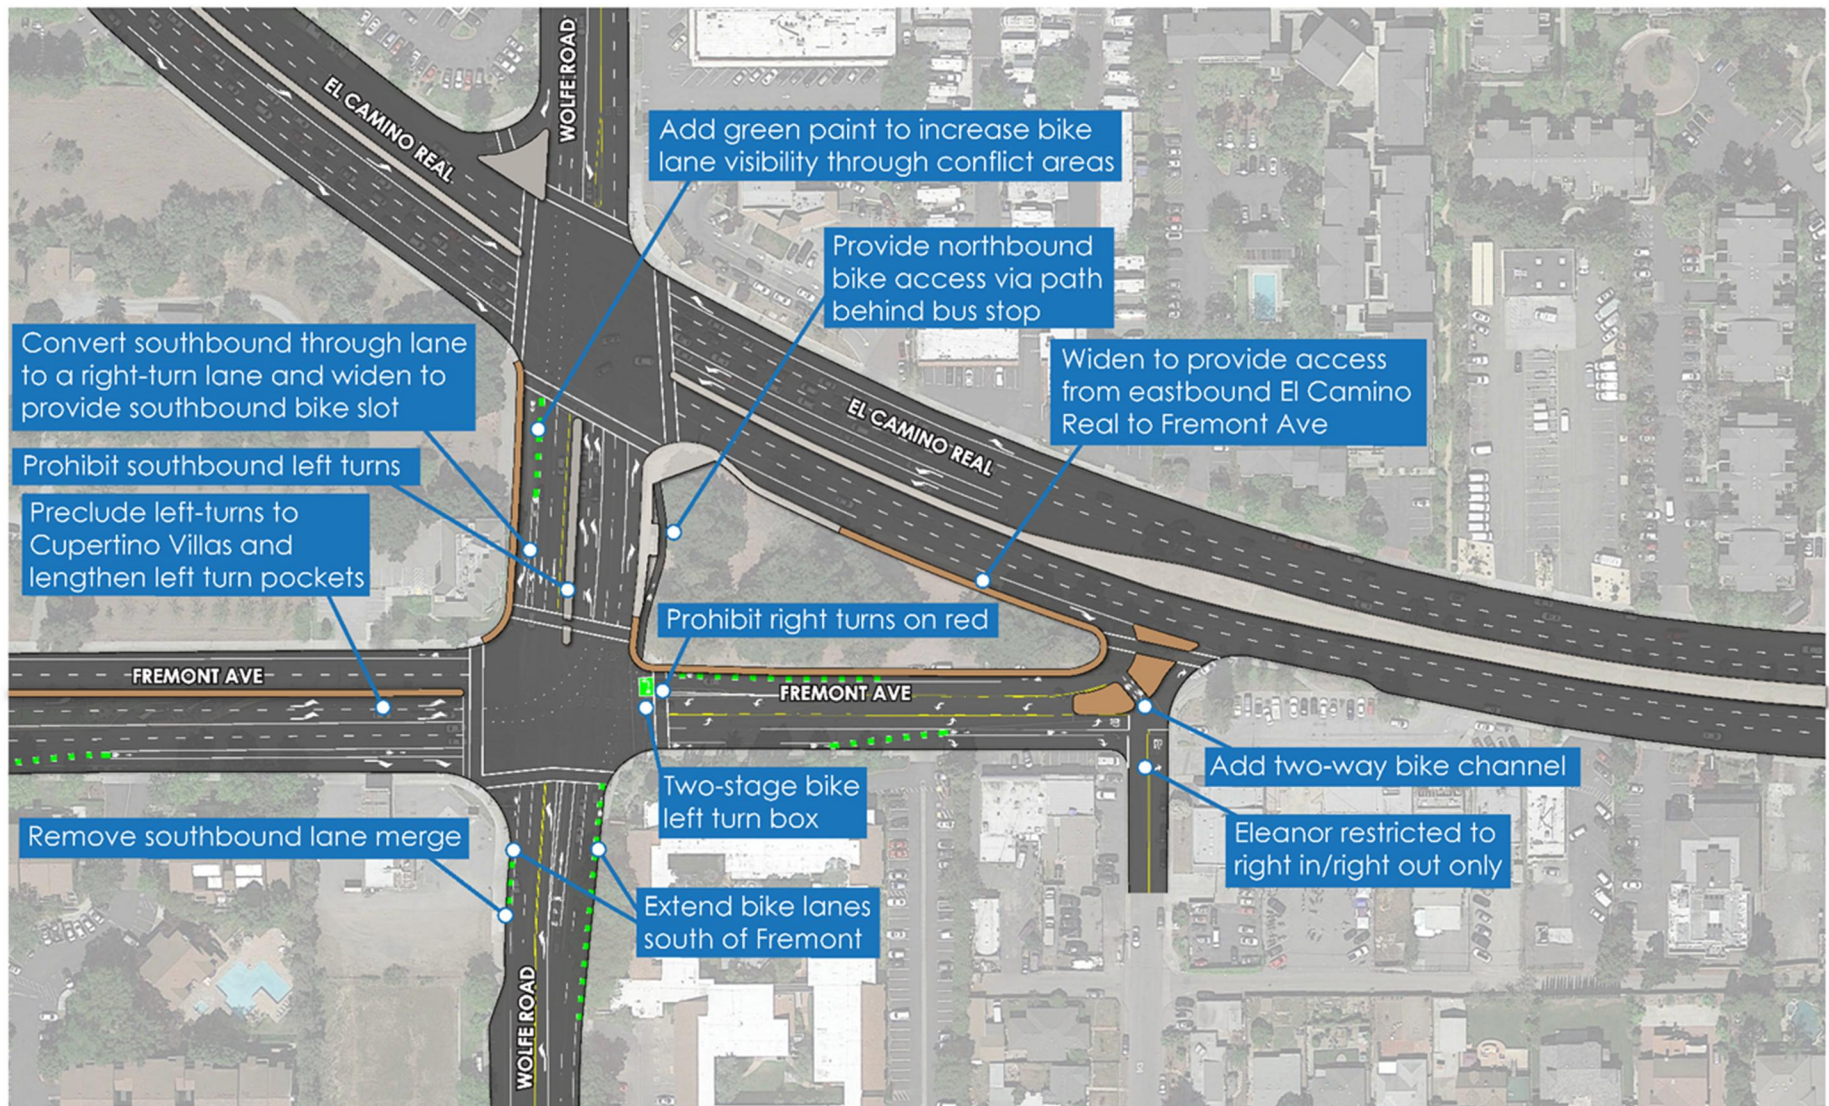 EL CAMINO REAL
WOLFE ROAD
Add green paint to increase bike
lane visibility through conflict areas
Provide northbound
bike access via path
behind bus stop
Convert southbound through lane
to a right-turn lane and widen to
provide southbound bike slot
Widen to provide access
from eastbound El Camino
Real to Fremont Ave
EL CAMINO REAL
Prohibit southbound left turns
Preclude left-turns to
Cupertino Villas and
lengthen left turn pockets
Prohibit right turns on red
FREMONT AVE
FREMONT AVE
Add two-way bike channel
Two-stage bike
left turn box
Remove southbound lane merge
Eleanor restricted to
right in/right out only
Extend bike lanes
south of Fremont
WOLFE ROAD